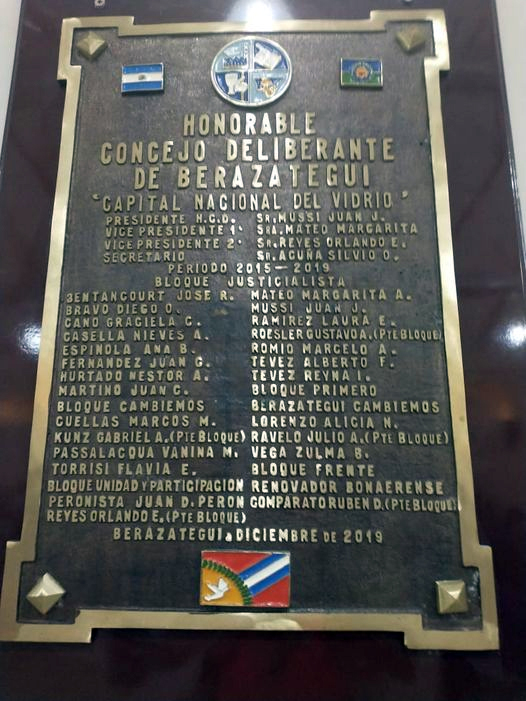 HONORABLE
CONCEJO DELIBERANTE
DE BERAZATEGUI
"CAPITAL NACIONAL DEL VIDRIO"
PRESIDENTE H.C.D. SR. MUSSI JUAN J.
VICE PRESIDENTE 1° SRA. MATEO MARGARITA
VICE PRESIDENTE 2° SR. REYES ORLANDO E.
SECRETARIO SR. ACUÑA SILVIO O.
PERIODO 2015 - 2019
BLOQUE JUSTICIALISTA
BENTANCOURT JOSE R. MATEO MARGARITA A.
BRAVO DIEGO O. MUSSI JUAN J.
CANO GRACIELA C. RAMIREZ LAURA E.
CASELLA NIEVES A. ROESLER GUSTAVO A. (PTE BLOQUE)
ESPINOLA ANA B. ROMIO MARCELO A.
FERNANDEZ JUAN C. TEVEZ ALBERTO F.
HURTADO NESTOR A. TEVEZ REYNA I.
MARTINO JUAN C. BLOQUE PRIMERO
BLOQUE CAMBIEMOS BERAZATEGUI CAMBIEMOS
CUELLAS MARCOS M. LORENZO ALICIA N.
KUNZ GABRIEL A. (PTE BLOQUE) RAVELO JULIO A. (PTE BLOQUE)
PASSALACQUA VANINA M. VEGA ZULMA B.
TORRISI FLAVIA E. BLOQUE FRENTE
BLOQUE UNIDAD Y PARTICIPACION RENOVADOR BONAERENSE
PERONISTA JUAN D. PERON COMPARATO RUBEN D. (PTE BLOQUE)
REYES ORLANDO E. (PTE BLOQUE)
BERAZATEGUI a DICIEMBRE DE 2019